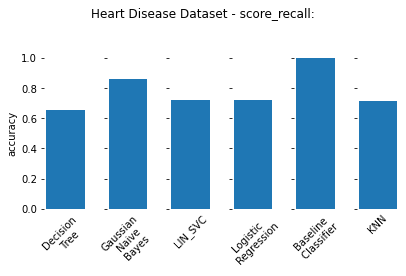 Heart Disease Dataset - score_recall:
accuracy
1.0
0.8
0.6
0.4
0.2
0.0
Decision
Tree
Gaussian
Naive
Bayes
LIN_SVC
Logistic
Regression
Baseline
Classifier
KNN